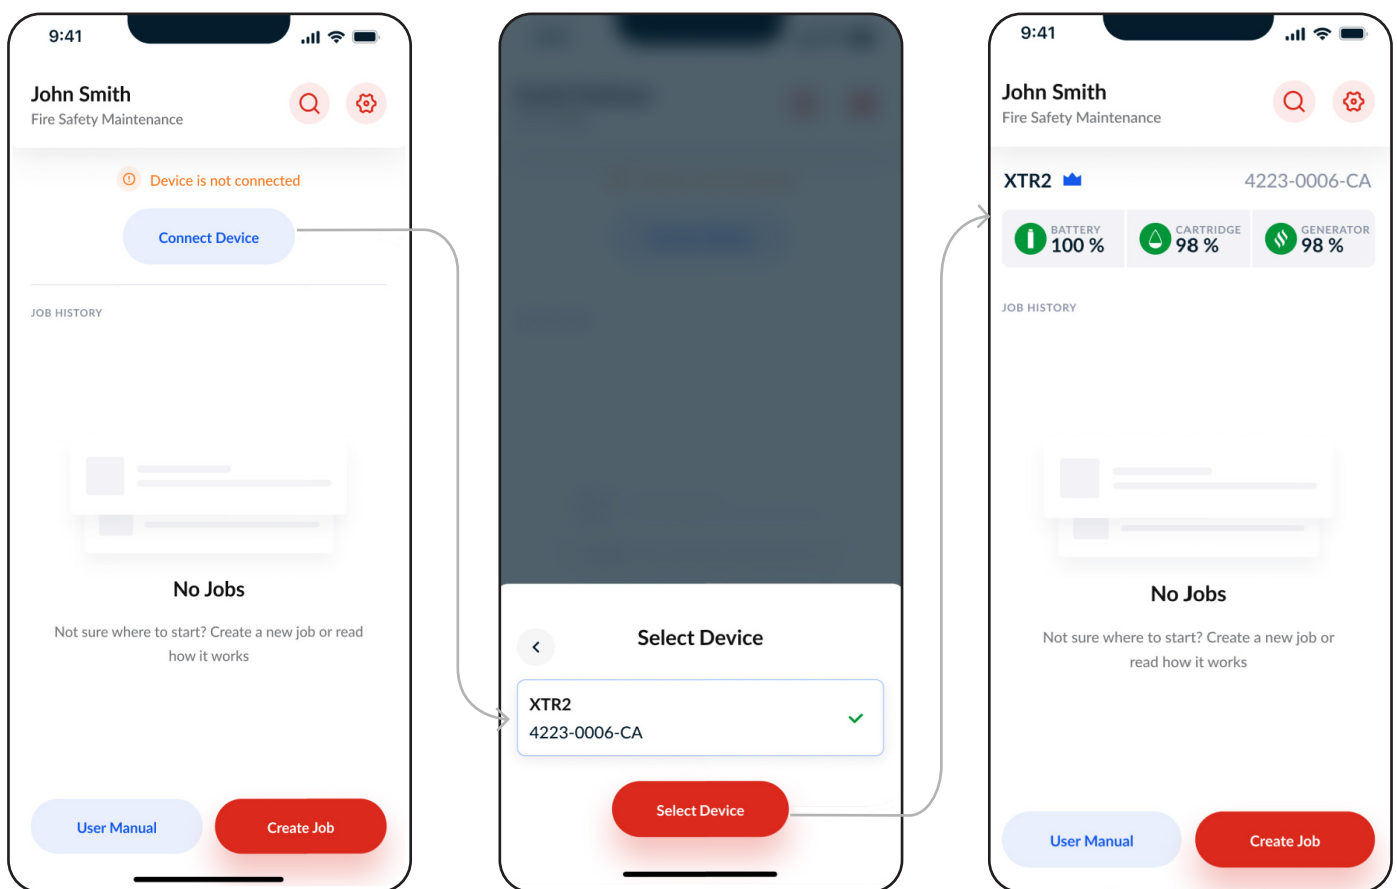 9:41
John Smith
Fire Safety Maintenance
Device is not connected
Connect Device
JOB HISTORY
No Jobs
Not sure where to start? Create a new job or read
how it works
User Manual
Create Job
Select Device
XTR2
4223-0006-CA
Select Device
9:41
John Smith
Fire Safety Maintenance
XTR2
4223-0006-CA
BATTERY
100 %
CARTRIDGE
98 %
GENERATOR
98 %
JOB HISTORY
No Jobs
Not sure where to start? Create a new job or
read how it works
User Manual
Create Job